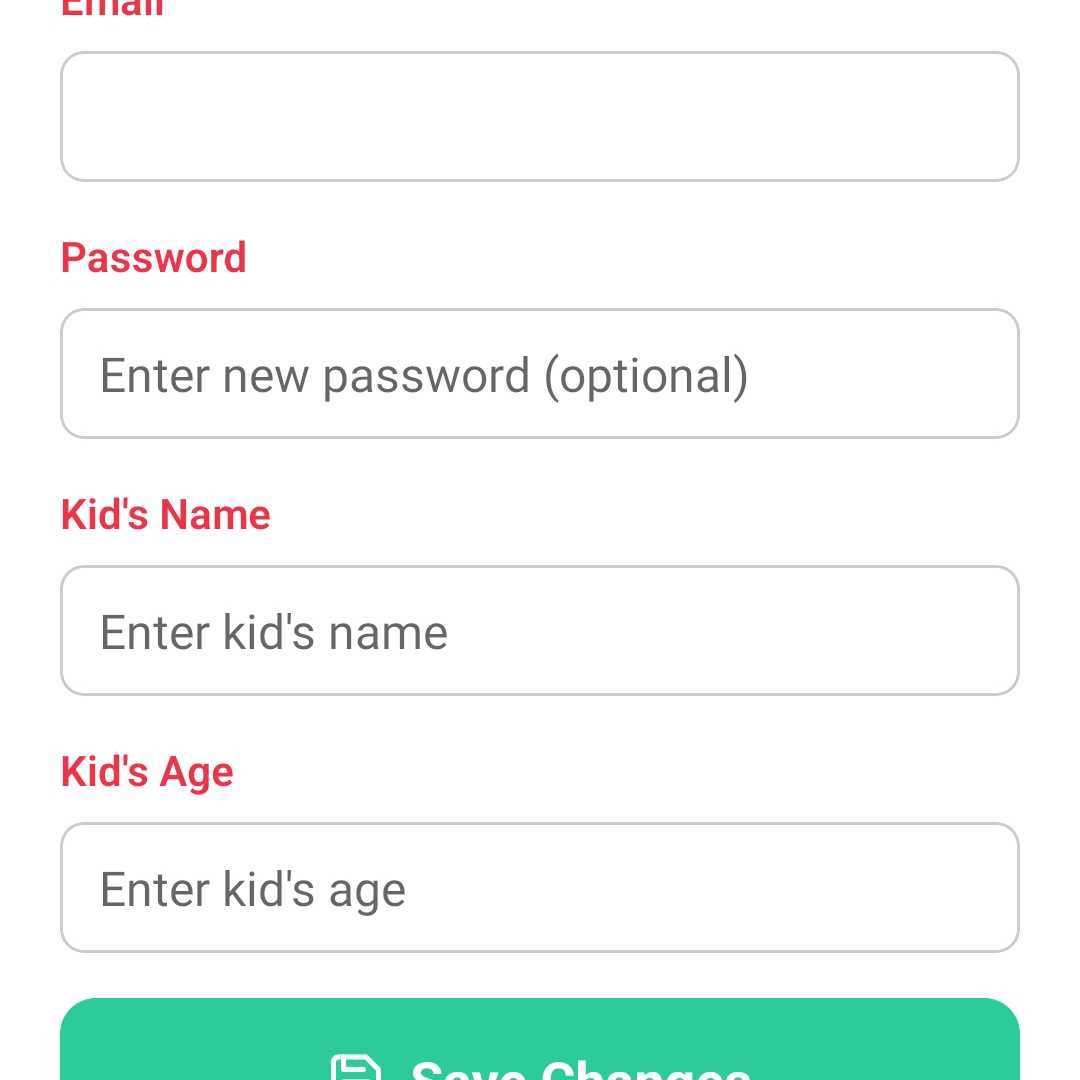 Email
Password
Enter new password (optional)
Kid's Name
Enter kid's name
Kid's Age
Enter kid's age
Save Changes